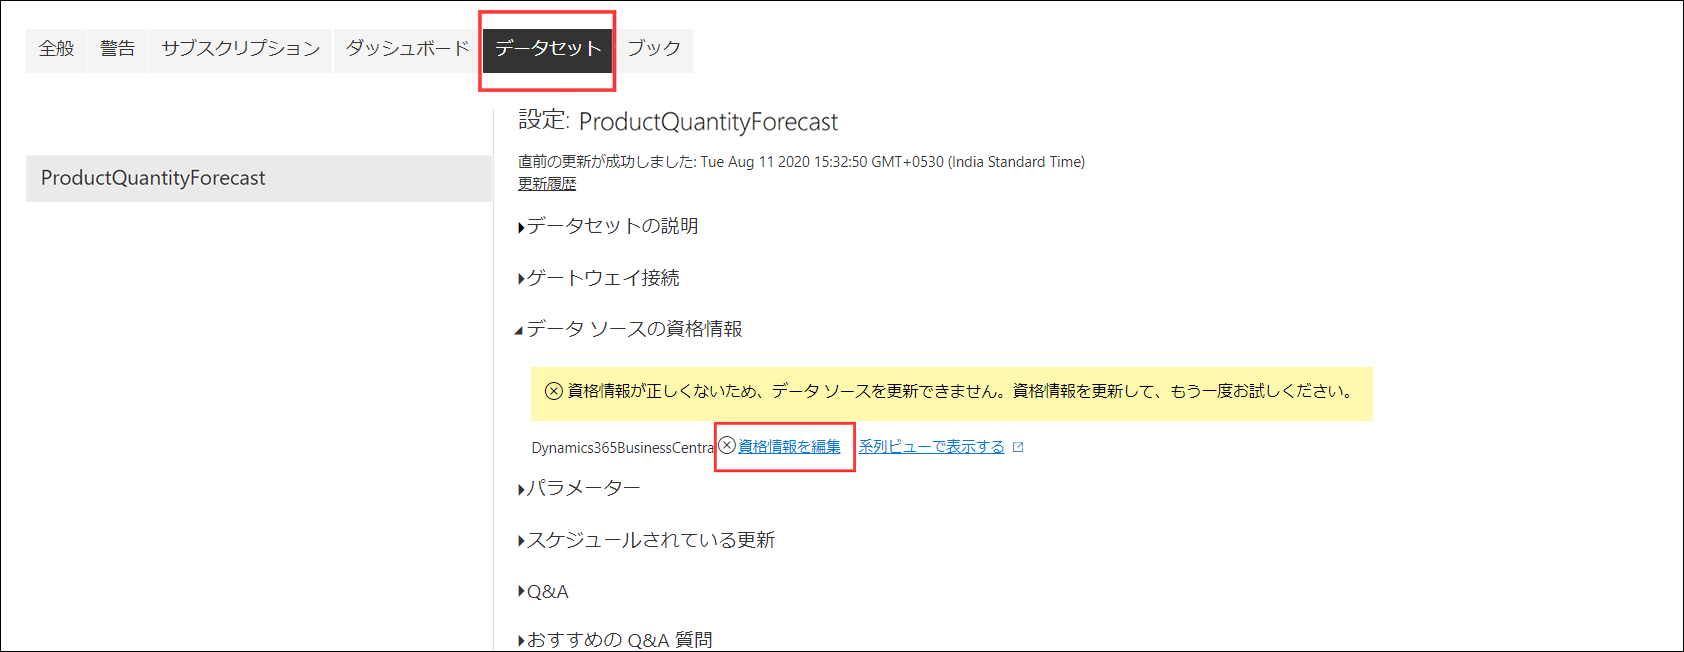 全般 警告 サブスクリプション ダッシュボード データセット ブック
設定: ProductQuantityForecast
直前の更新が成功しました: Tue Aug 11 2020 15:32:50 GMT+0530 (India Standard Time)
ProductQuantityForecast
更新履歴
データセットの説明
ゲートウェイ接続
データ ソースの資格情報
資格情報が正しくないため、データ ソースを更新できません。資格情報を更新して、もう一度お試しください。
Dynamics365BusinessCentra 資格情報を編集 系列ビューで表示する
パラメーター
スケジュールされている更新
Q&A
おすすめの Q&A 質問